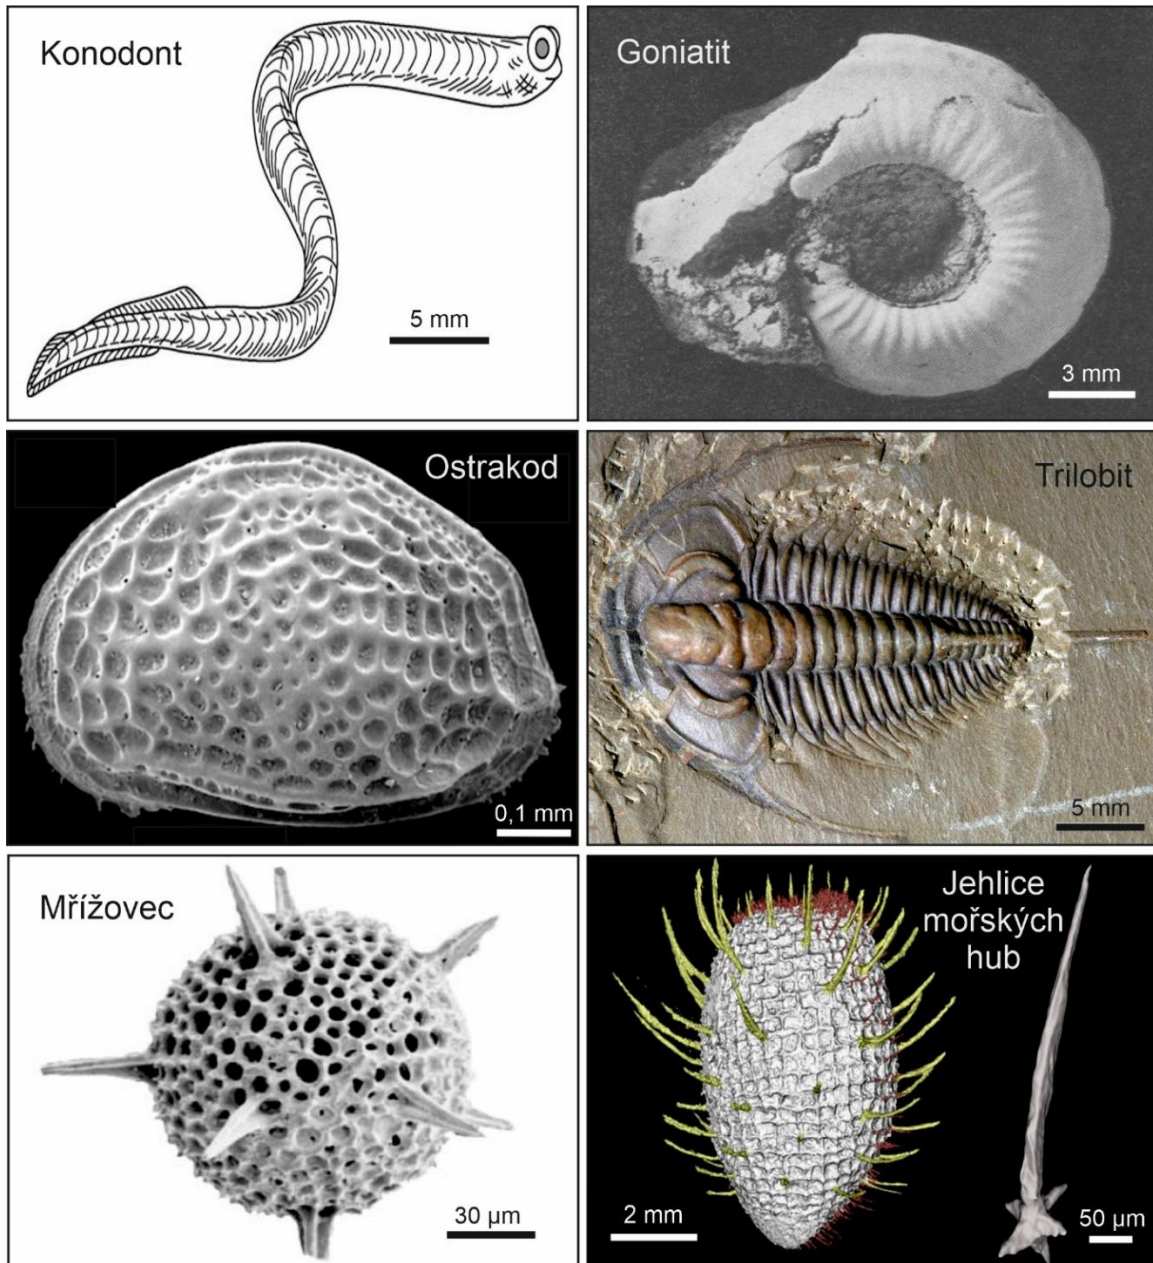 Konodont
5 mm
Goniatit
3 mm
Ostrakod
0,1 mm
Trilobit
5 mm
Mřížovec
30 µm
Jehlice
mořských
hub
2 mm
50 µm